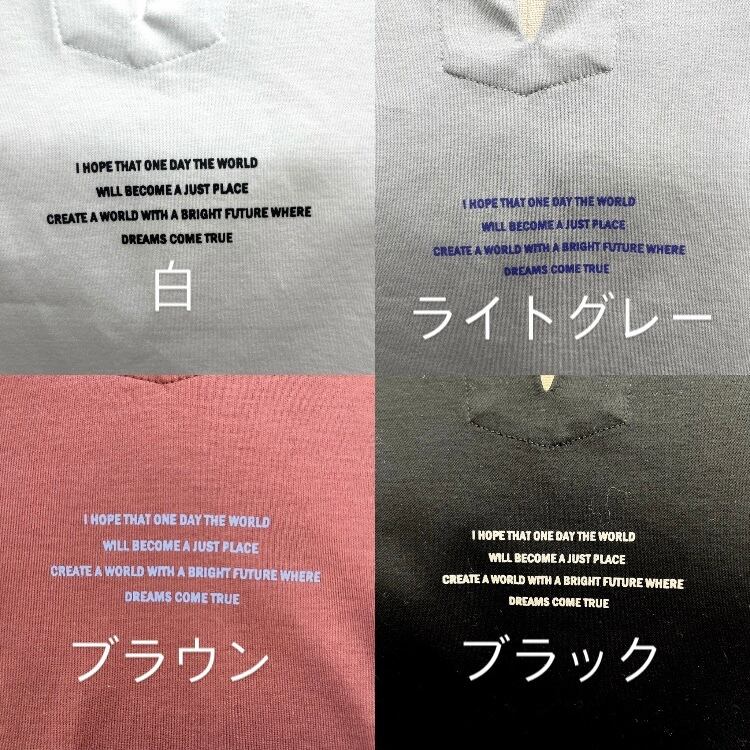 I HOPE THAT ONE DAY THE WORLD
WILL BECOME A JUST PLACE
CREATE A WORLD WITH A BRIGHT FUTURE WHERE
DREAMS COME TRUE
白
I HOPE THAT ONE DAY THE WORLD
WILL BECOME A JUST PLACE
CREATE A WORLD WITH A BRIGHT FUTURE WHERE
DREAMS COME TRUE
ライトグレー
I HOPE THAT ONE DAY THE WORLD
WILL BECOME A JUST PLACE
CREATE A WORLD WITH A BRIGHT FUTURE WHERE
DREAMS COME TRUE
ブラウン
I HOPE THAT ONE DAY THE WORLD
WILL BECOME A JUST PLACE
CREATE A WORLD WITH A BRIGHT FUTURE WHERE
DREAMS COME TRUE
ブラック